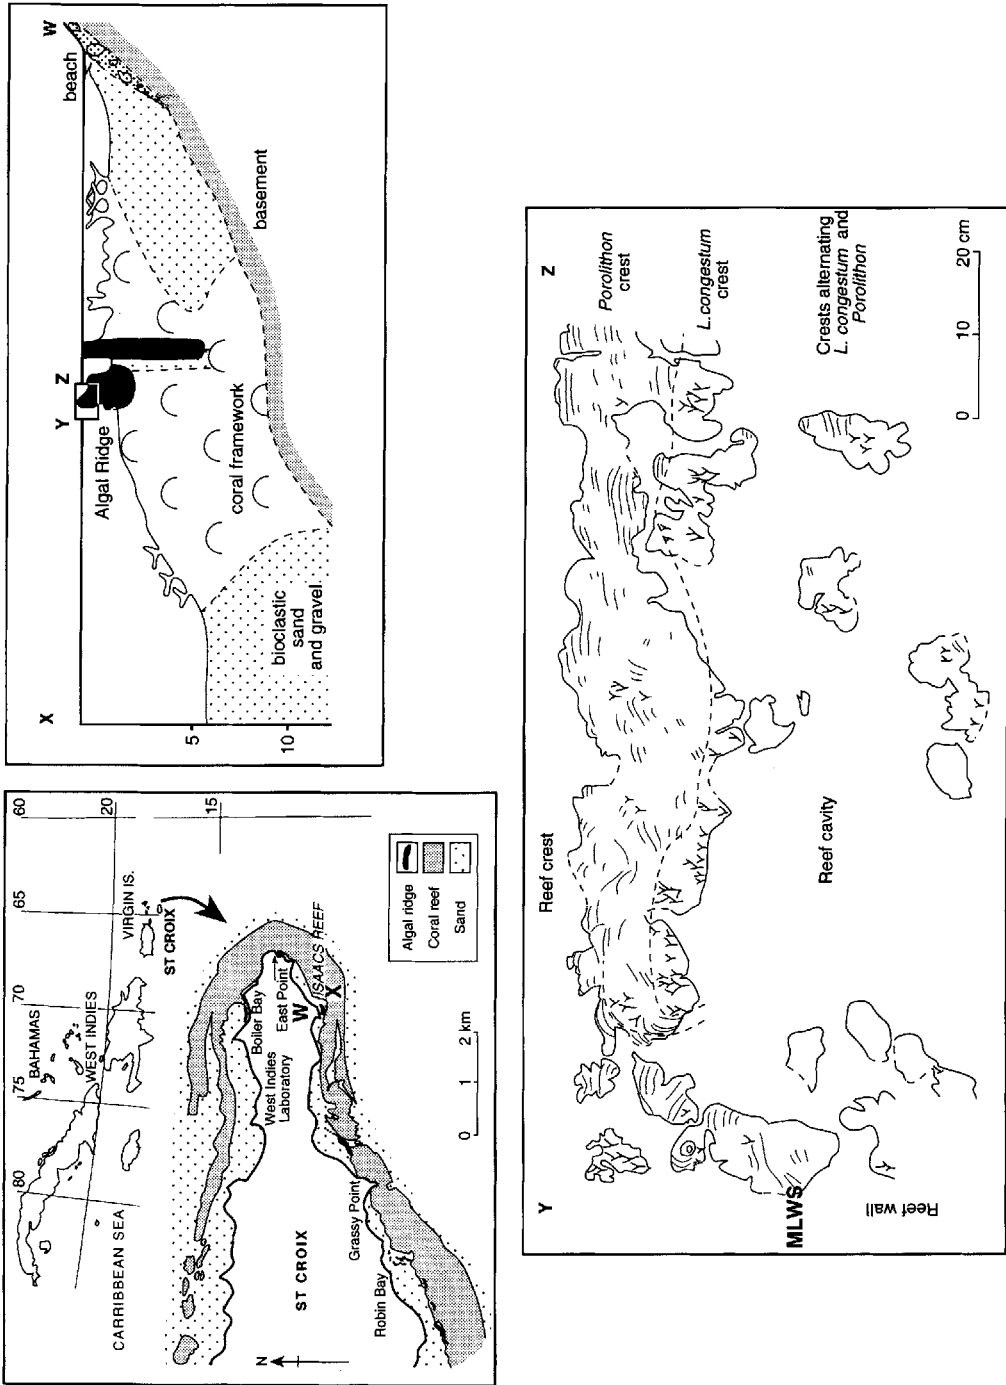 80
75
70
65
60
BAHAMAS
WEST INDIES
VIRGIN IS.
ST CROIX
20
15
CARRIBBEAN SEA
N
Boiler Bay
East Point
West Indies
Laboratory
W
ISAACS REEF
X
ST CROIX
Grassy Point
Robin Bay
0 1 2 km
Algal ridge
Coral reef
Sand
X
Y
Z
W
Algal Ridge
beach
5
10
coral framework
basement
bioclastic
sand
and gravel
Y
Z
Reef crest
Porolithon
crest
L.congestum
crest
MLWS
Reef wall
Reef cavity
Crests alternating
L. congestum and
Porolithon
0 10 20 cm